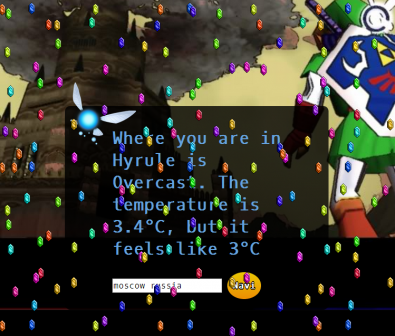 Where you are in
Hyrule is
Overcast. The
temperature is
3.4°C, but it
feels like 3°C
moscow russia
Navi